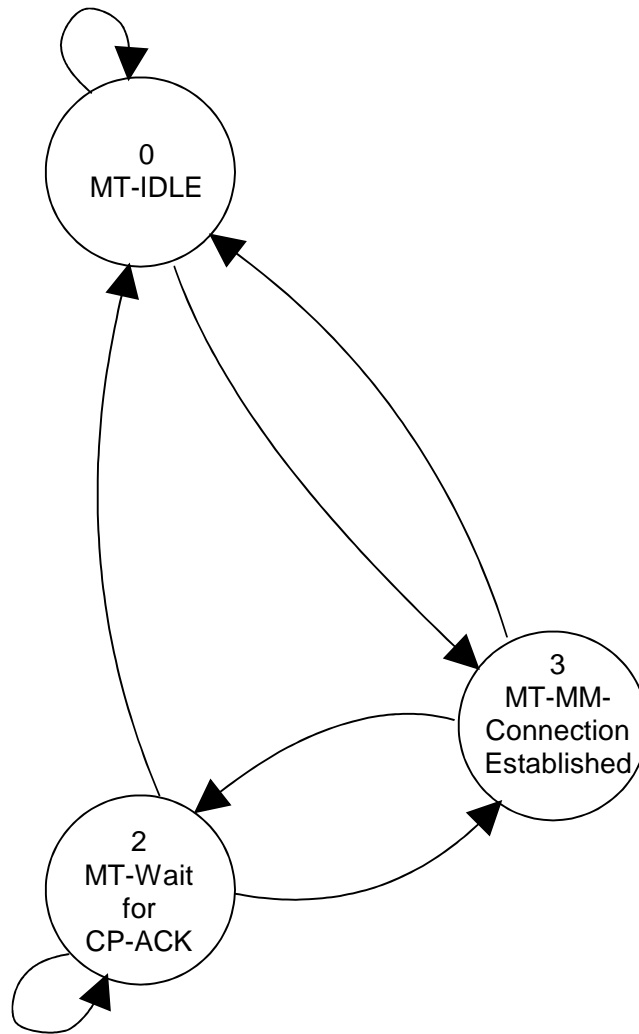 0
MT-IDLE
3
MT-MM-
Connection
Established
2
MT-Wait
for
CP-ACK